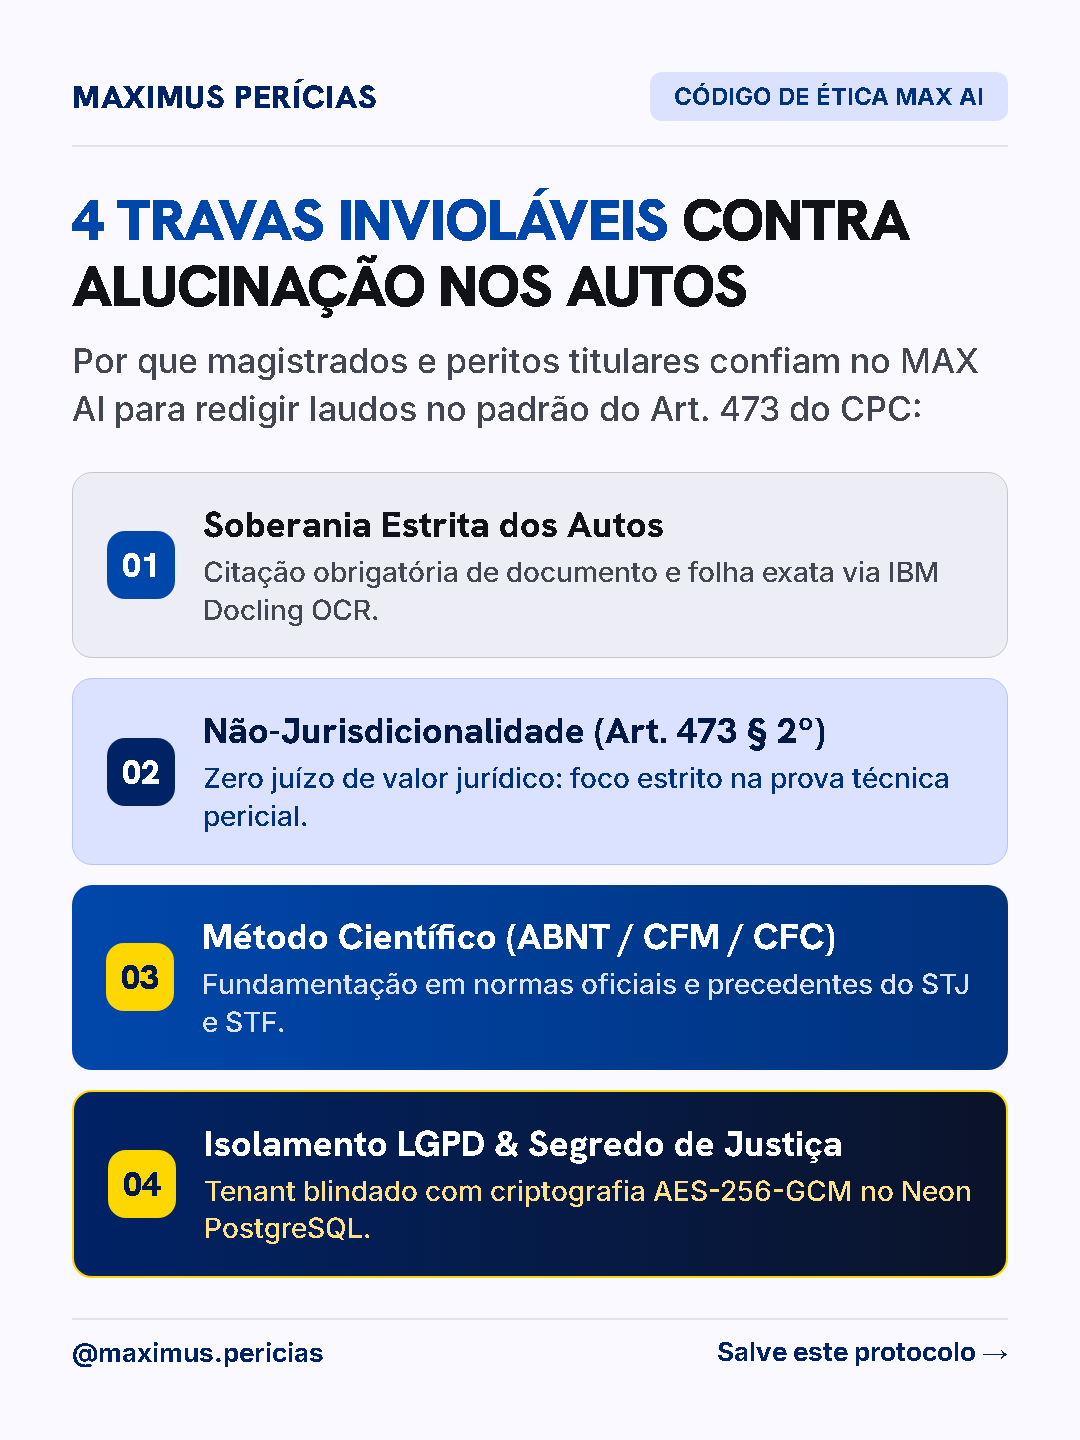 MAXIMUS PERÍCIAS
CÓDIGO DE ÉTICA MAX AI
4 TRAVAS INVIOLÁVEIS CONTRA
ALUCINAÇÃO NOS AUTOS
Por que magistrados e peritos titulares confiam no MAX
AI para redigir laudos no padrão do Art. 473 do CPC:
01
Soberania Estrita dos Autos
Citação obrigatória de documento e folha exata via IBM
Docling OCR.
02
Não-Jurisdicionalidade (Art. 473 § 2º)
Zero juízo de valor jurídico: foco estrito na prova técnica
pericial.
03
Método Científico (ABNT / CFM / CFC)
Fundamentação em normas oficiais e precedentes do STJ
e STF.
04
Isolamento LGPD & Segredo de Justiça
Tenant blindado com criptografia AES-256-GCM no Neon
PostgreSQL.
@maximus.pericias
Salve este protocolo →